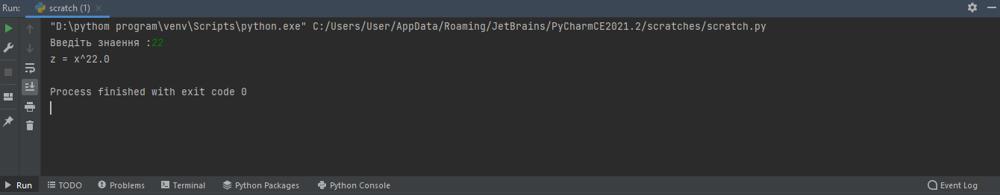 Run: scratch (1) ×
"D:\pythom program\venv\Scripts\python.exe" C:/Users/User/AppData/Roaming/JetBrains/PyCharmCE2021.2/scratches/scratch.py
Введіть знаення :22
z = x^22.0
Process finished with exit code 0
Run TODO Problems Terminal Python Packages Python Console Event Log